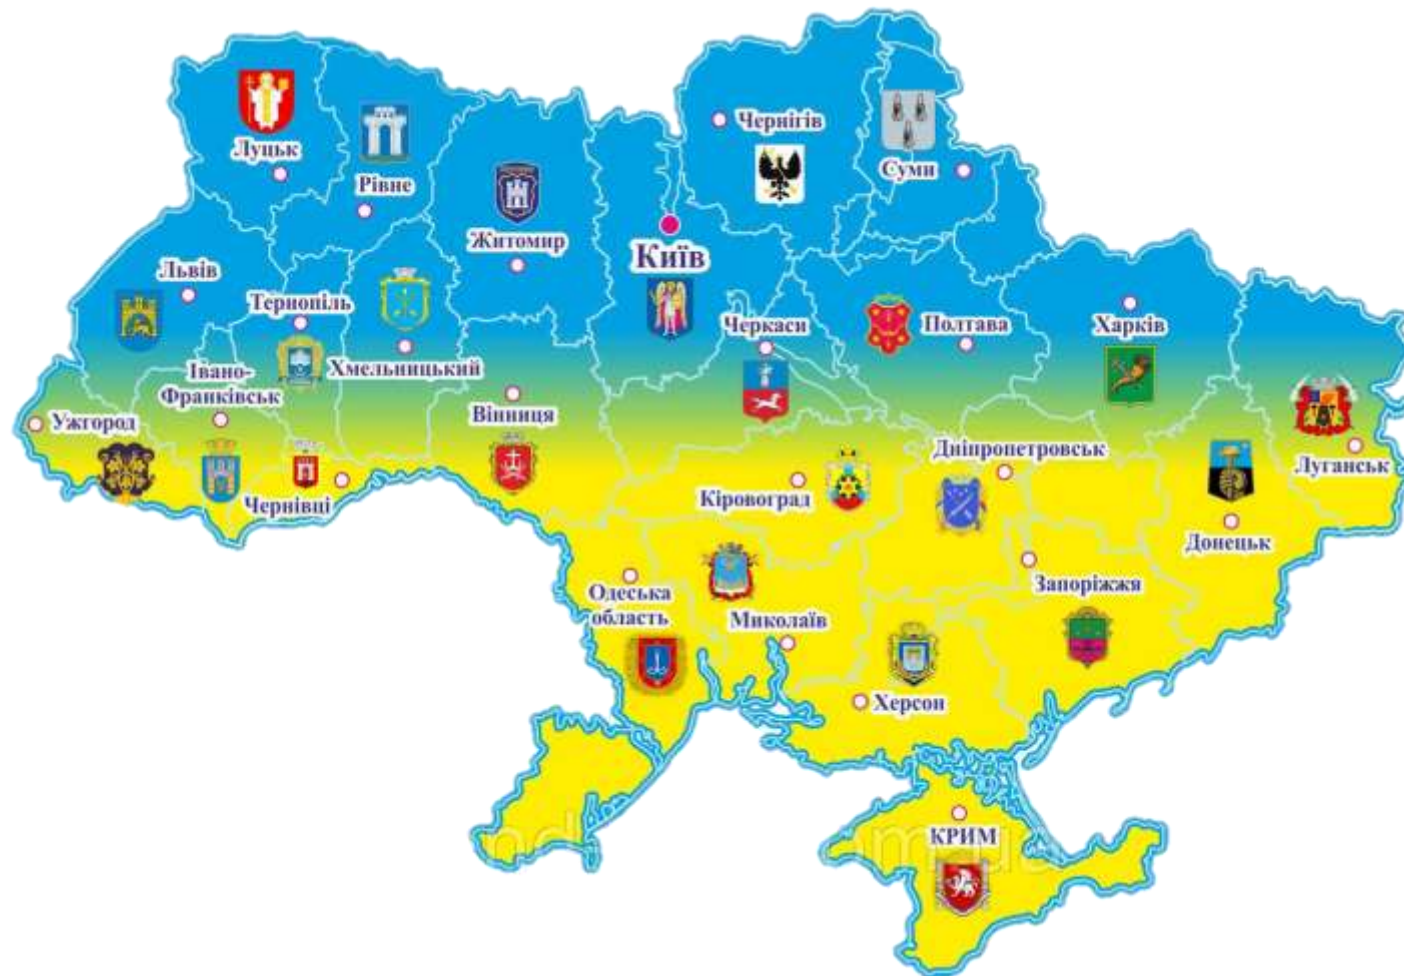 Чернігів
Луцьк
Суми
Рівне
Житомир
Київ
Львів
Тернопіль
Черкаси
Полтава
Харків
Хмельницький
Івано-
Франківськ
Вінниця
Ужгород
Дніпропетровськ
Луганськ
Кіровоград
Чернівці
Донецьк
Запоріжжя
Одеська
область
Миколаїв
Херсон
КРИМ